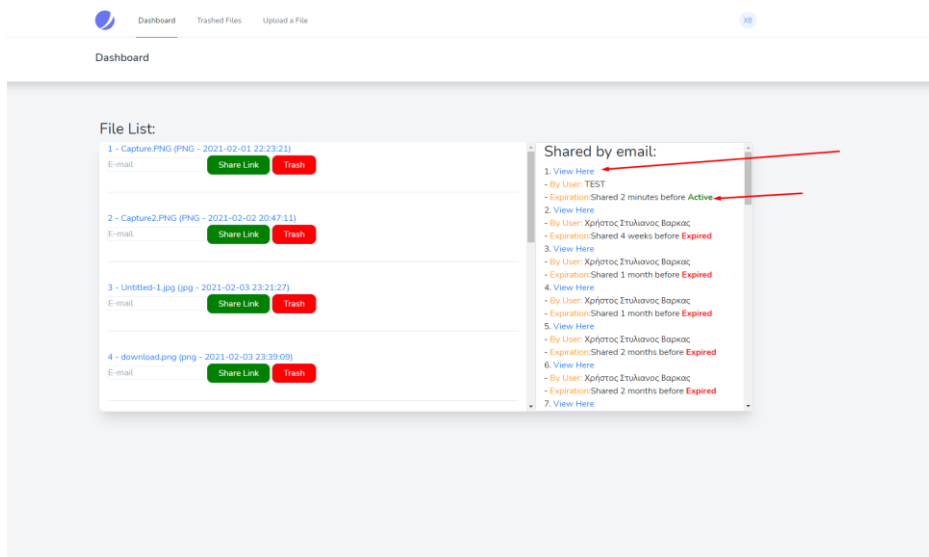 Dashboard Trashed Files Upload a File XB
Dashboard
File List:
1 - Capture.PNG (PNG - 2021-02-01 22:23:21)
E-mail Share Link Trash
2 - Capture2.PNG (PNG - 2021-02-02 20:47:11)
E-mail Share Link Trash
3 - Untitled-1.jpg (jpg - 2021-02-03 23:21:27)
E-mail Share Link Trash
4 - download.png (png - 2021-02-03 23:39:09)
E-mail Share Link Trash
Shared by email:
1. View Here
- By User: TEST
- Expiration:Shared 2 minutes before Active
2. View Here
- By User: Χρήστος Στυλιανος Βαρκας
- Expiration:Shared 4 weeks before Expired
3. View Here
- By User: Χρήστος Στυλιανος Βαρκας
- Expiration:Shared 1 month before Expired
4. View Here
- By User: Χρήστος Στυλιανος Βαρκας
- Expiration:Shared 1 month before Expired
5. View Here
- By User: Χρήστος Στυλιανος Βαρκας
- Expiration:Shared 2 months before Expired
6. View Here
- By User: Χρήστος Στυλιανος Βαρκας
- Expiration:Shared 2 months before Expired
7. View Here